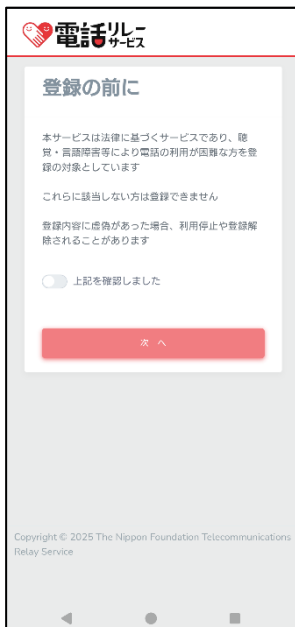 電話リレーサービス
登録の前に
本サービスは法律に基づくサービスであり、聴
覚・言語障害等により電話の利用が困難な方を登
録の対象としています
これらに該当しない方は登録できません
登録内容に虚偽があった場合、利用停止や登録解
除されることがあります
上記を確認しました
次 へ
Copyright © 2025 The Nippon Foundation Telecommunications
Relay Service